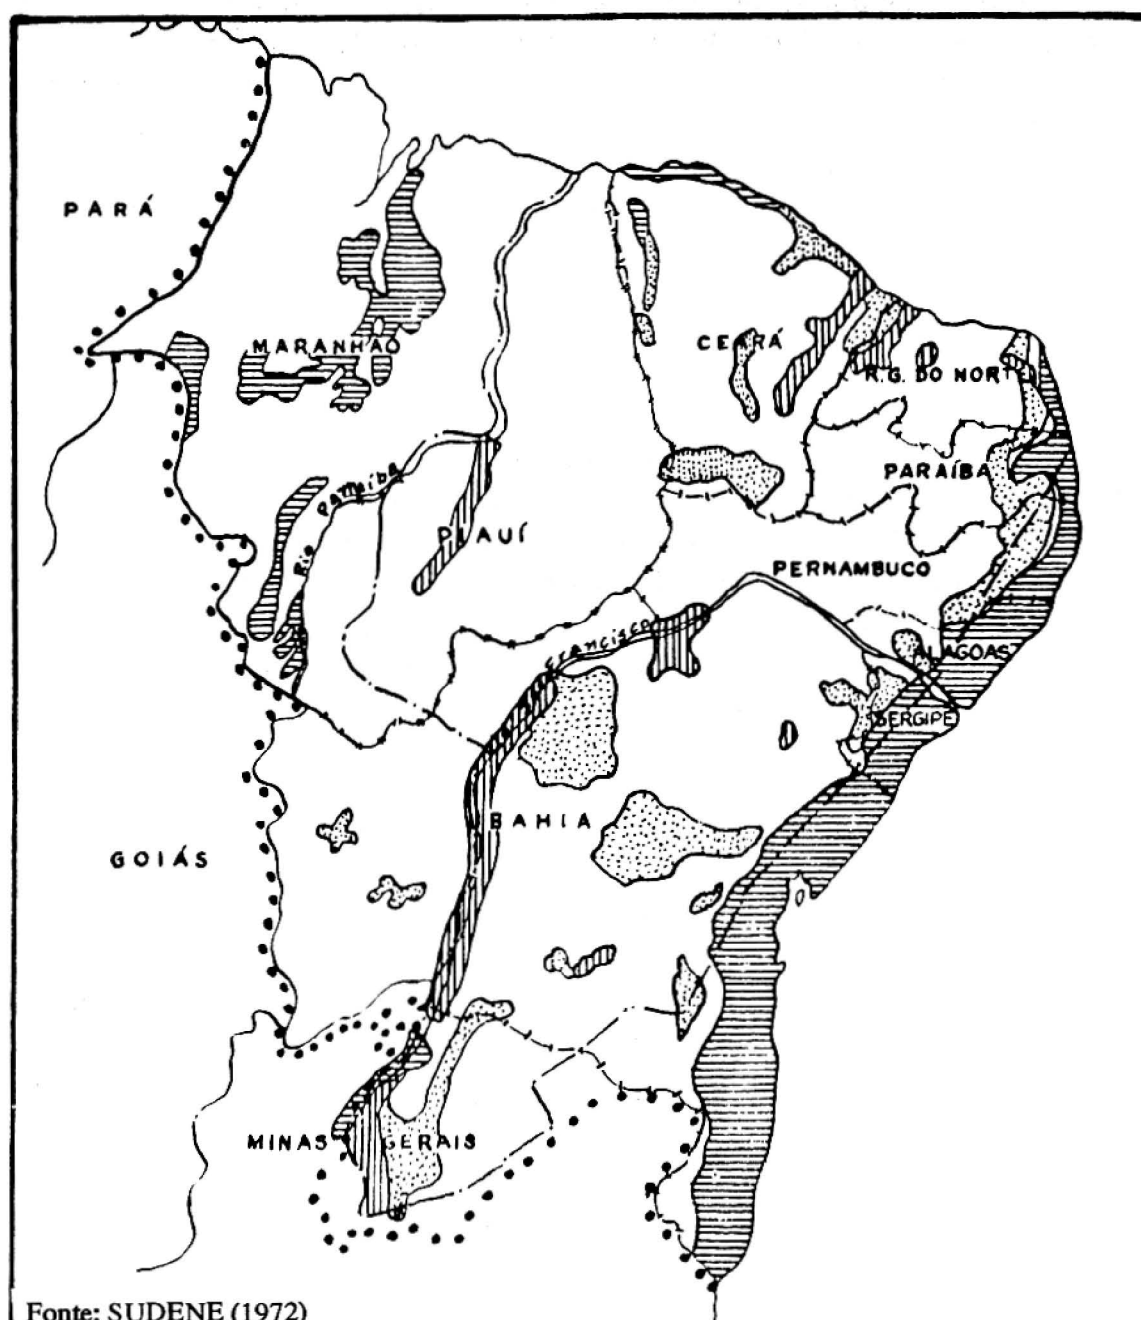 PARÁ
MARANHÃO
CEARÁ
R.G. DO NORTE
PARAÍBA
Rio Parnaíba
PIAUÍ
PERNAMBUCO
Francisco
ALAGOAS
SERGIPE
BAHIA
GOIÁS
MINAS GERAIS
Fonte: SUDENE (1972)